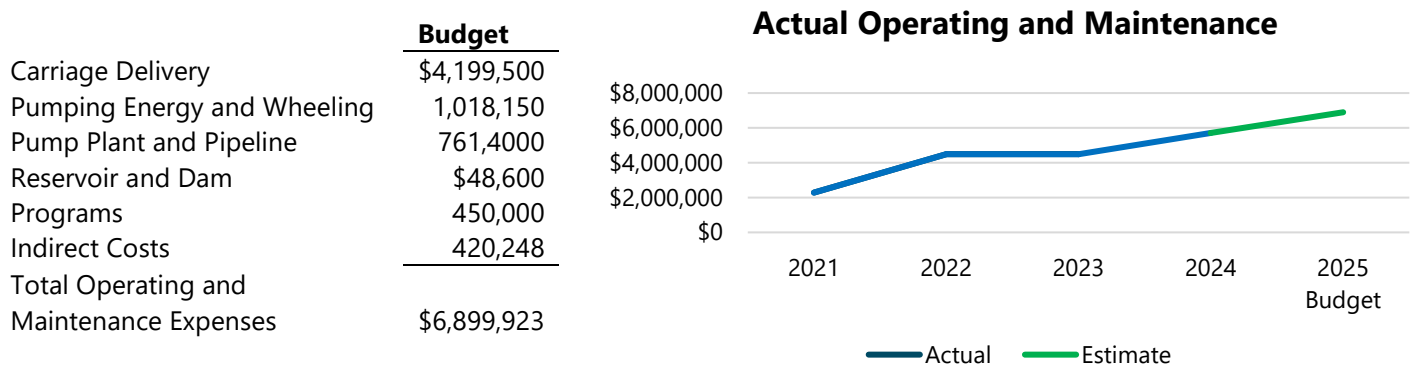 Budget
Carriage Delivery $4,199,500
Pumping Energy and Wheeling 1,018,150
Pump Plant and Pipeline 761,4000
Reservoir and Dam $48,600
Programs 450,000
Indirect Costs 420,248
Total Operating and
Maintenance Expenses $6,899,923
Actual Operating and Maintenance
$8,000,000
$6,000,000
$4,000,000
$2,000,000
$0
2021 2022 2023 2024 2025
Budget
Actual Estimate